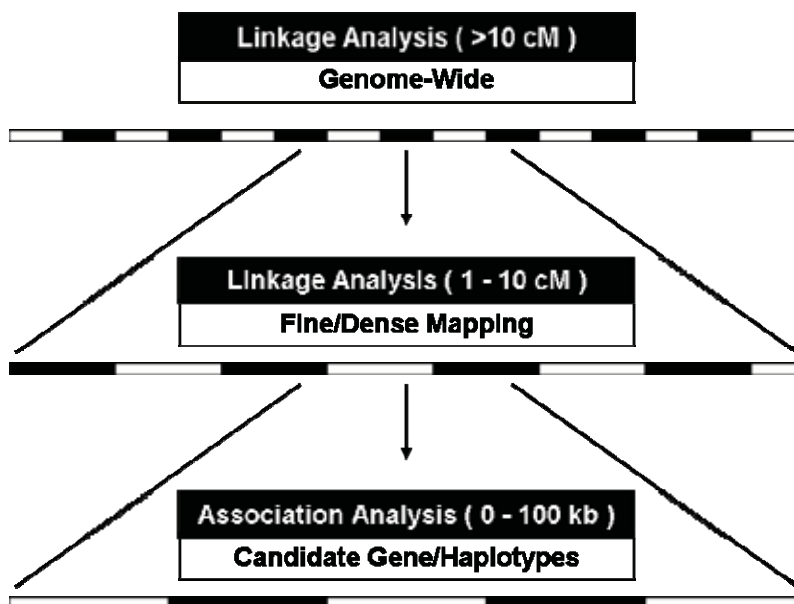 Linkage Analysis ( >10 cM )
Genome-Wide
Linkage Analysis ( 1 - 10 cM )
Fine/Dense Mapping
Association Analysis ( 0 - 100 kb )
Candidate Gene/Haplotypes